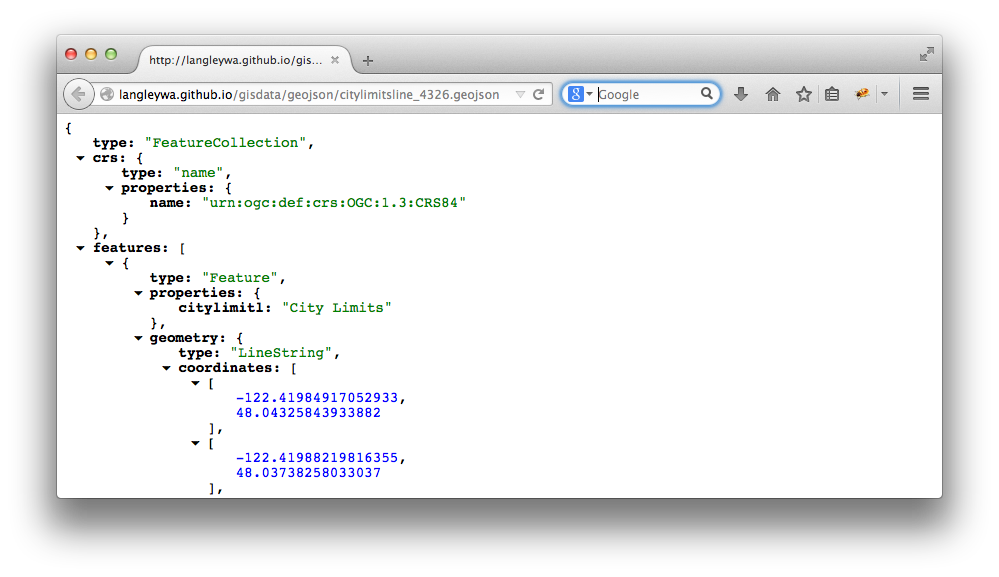 http://langleywa.github.io/gis...
langleywa.github.io/gisdata/geojson/citylimitsline_4326.geojson
Google
{
type: "FeatureCollection",
crs: {
type: "name",
properties: {
name: "urn:ogc:def:crs:OGC:1.3:CRS84"
}
},
features: [
{
type: "Feature",
properties: {
citylimitl: "City Limits"
},
geometry: {
type: "LineString",
coordinates: [
[
-122.41984917052933,
48.04325843933882
],
[
-122.41988219816355,
48.03738258033037
],